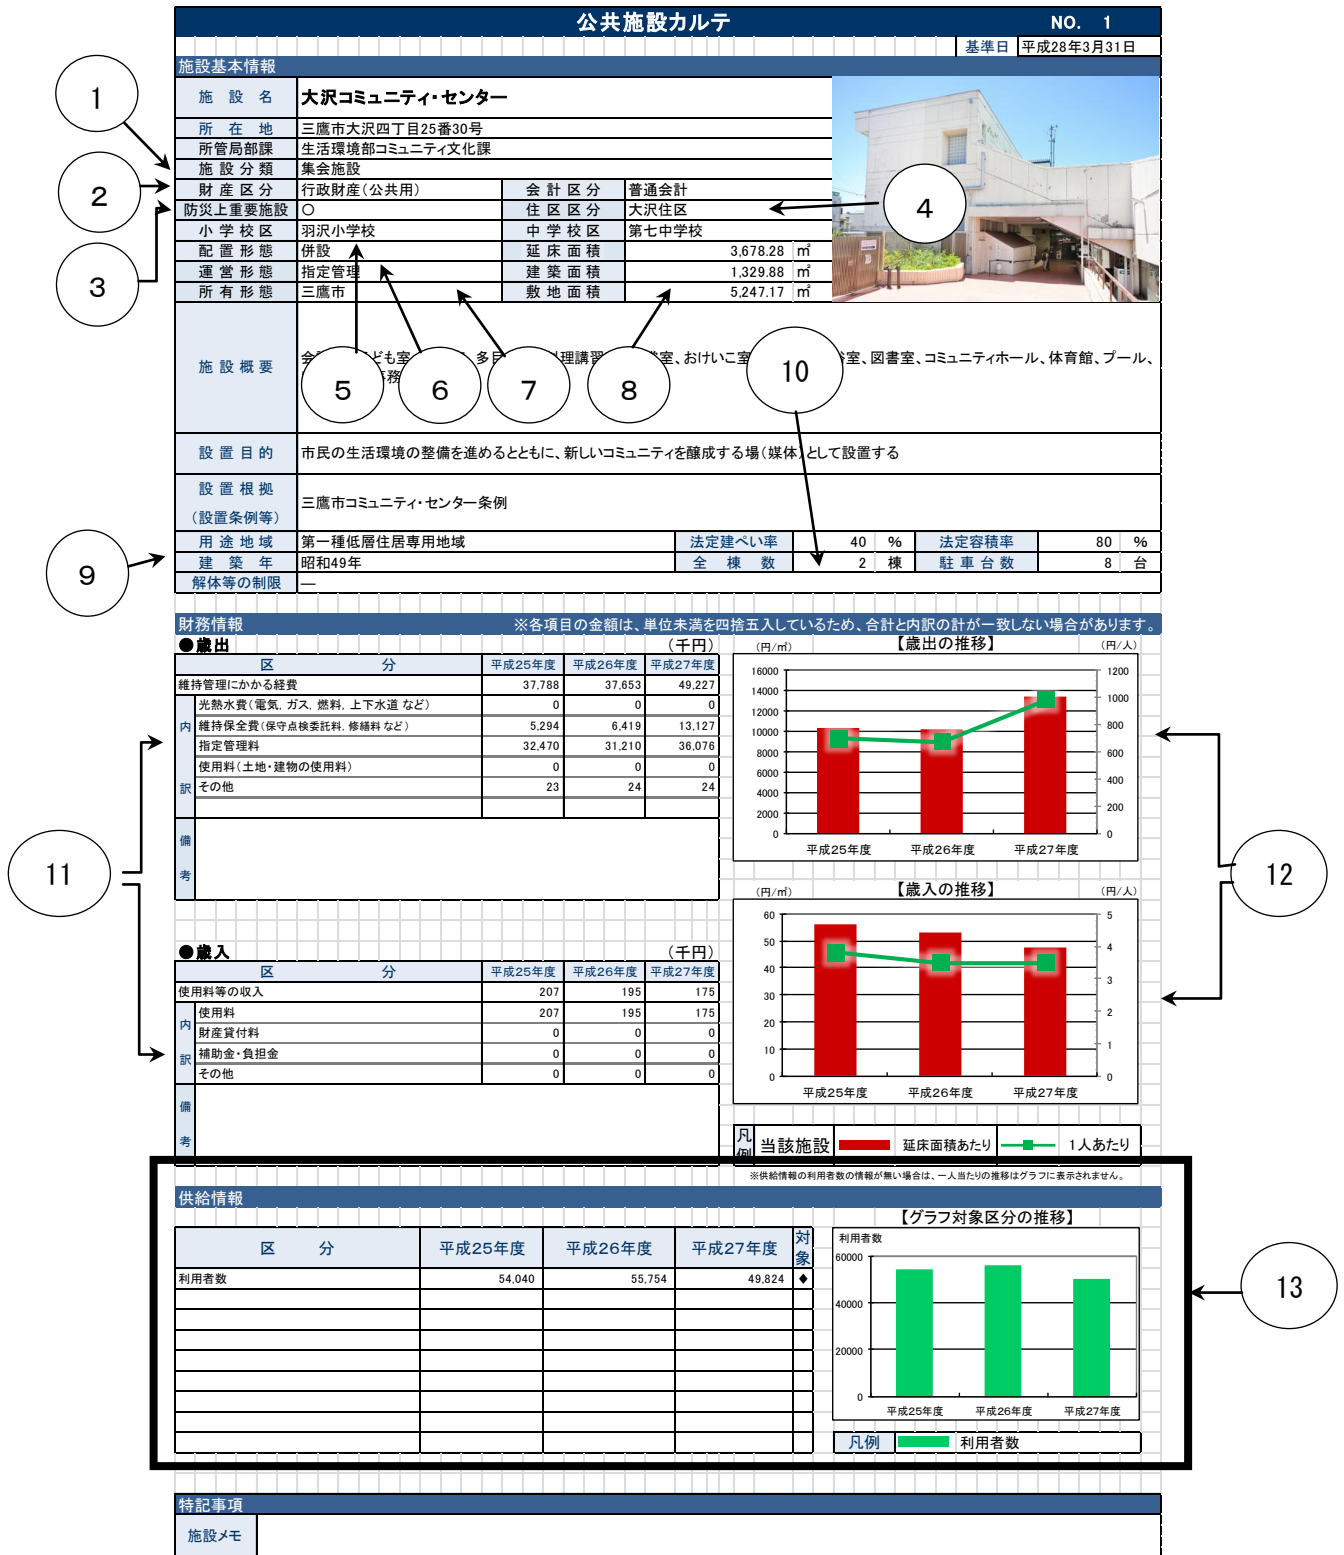 公共施設カルテ NO. 1
基準日 平成28年3月31日
施設基本情報
施設名 大沢コミュニティ・センター
所在地 三鷹市大沢四丁目25番30号
所管局部課 生活環境部コミュニティ文化課
施設分類 集会施設
財産区分 行政財産(公共用) 会計区分 普通会計
防災上重要施設 〇 住区区分 大沢住区
小学校区 羽沢小学校 中学校区 第七中学校
配置形態 併設 延床面積 3,678.28 ㎡
運営形態 指定管理 建築面積 1,329.88 ㎡
所有形態 三鷹市 敷地面積 5,247.17 ㎡
1
2
3
4
施設概要
ども室 多目 理講習 室、おけいこ室 室、図書室、コミュニティホール、体育館、プール、
務
5 6 7 8 10
設置目的 市民の生活環境の整備を進めるとともに、新しいコミュニティを醸成する場(媒体)として設置する
設置根拠
(設置条例等)
三鷹市コミュニティ・センター条例
用途地域 第一種低層住居専用地域 法定建ぺい率 40 % 法定容積率 80 %
建築年 昭和49年 全棟数 2 棟 駐車台数 8 台
解体等の制限 ―
9
財務情報 ※各項目の金額は、単位未満を四捨五入しているため、合計と内訳の計が一致しない場合があります。
●歳出 (千円)
区分 平成25年度 平成26年度 平成27年度
維持管理にかかる経費 37,788 37,653 49,227
内訳
光熱水費(電気, ガス, 燃料, 上下水道 など) 0 0 0
維持保全費(保守点検委託料, 修繕料 など) 5,294 6,419 13,127
指定管理料 32,470 31,210 36,076
使用料(土地・建物の使用料) 0 0 0
その他 23 24 24
備考
【歳出の推移】
(円/㎡) (円/人)
16000
14000
12000
10000
8000
6000
4000
2000
0
1200
1000
800
600
400
200
0
平成25年度 平成26年度 平成27年度
11
12
●歳入 (千円)
区分 平成25年度 平成26年度 平成27年度
使用料等の収入 207 195 175
内訳
使用料 207 195 175
財産貸付料 0 0 0
補助金・負担金 0 0 0
その他 0 0 0
備考
【歳入の推移】
(円/㎡) (円/人)
60
50
40
30
20
10
0
5
4
3
2
1
0
平成25年度 平成26年度 平成27年度
凡例 当該施設 延床面積あたり 1人あたり
※供給情報の利用者数の情報が無い場合は、一人当たりの推移はグラフに表示されません。
供給情報
区分 平成25年度 平成26年度 平成27年度 対象
利用者数 54,040 55,754 49,824 ♦
【グラフ対象区分の推移】
利用者数
60000
40000
20000
0
平成25年度 平成26年度 平成27年度
凡例 利用者数
13
特記事項
施設メモ